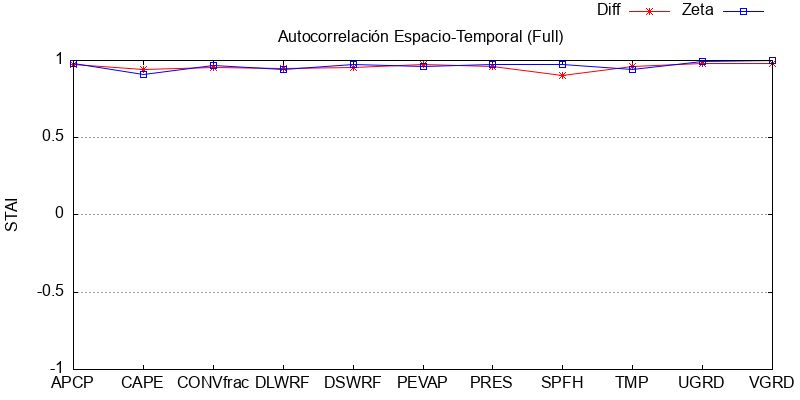 Diff Zeta
Autocorrelación Espacio-Temporal (Full)
1
0.5
0
-0.5
-1
STAI
APCP CAPE CONVfrac DLWRF DSWRF PEVAP PRES SPFH TMP UGRD VGRD